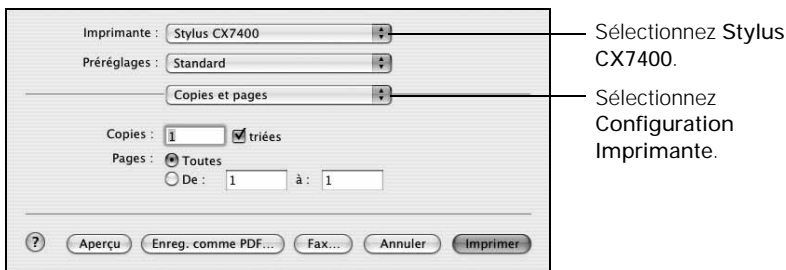 Imprimante : Stylus CX7400
Préréglages : Standard
Copies et pages
Copies : 1 triées
Pages : Toutes
De : 1 à : 1
? Aperçu Enreg. comme PDF... Fax... Annuler Imprimer
Sélectionnez Stylus
CX7400.
Sélectionnez
Configuration
Imprimante.